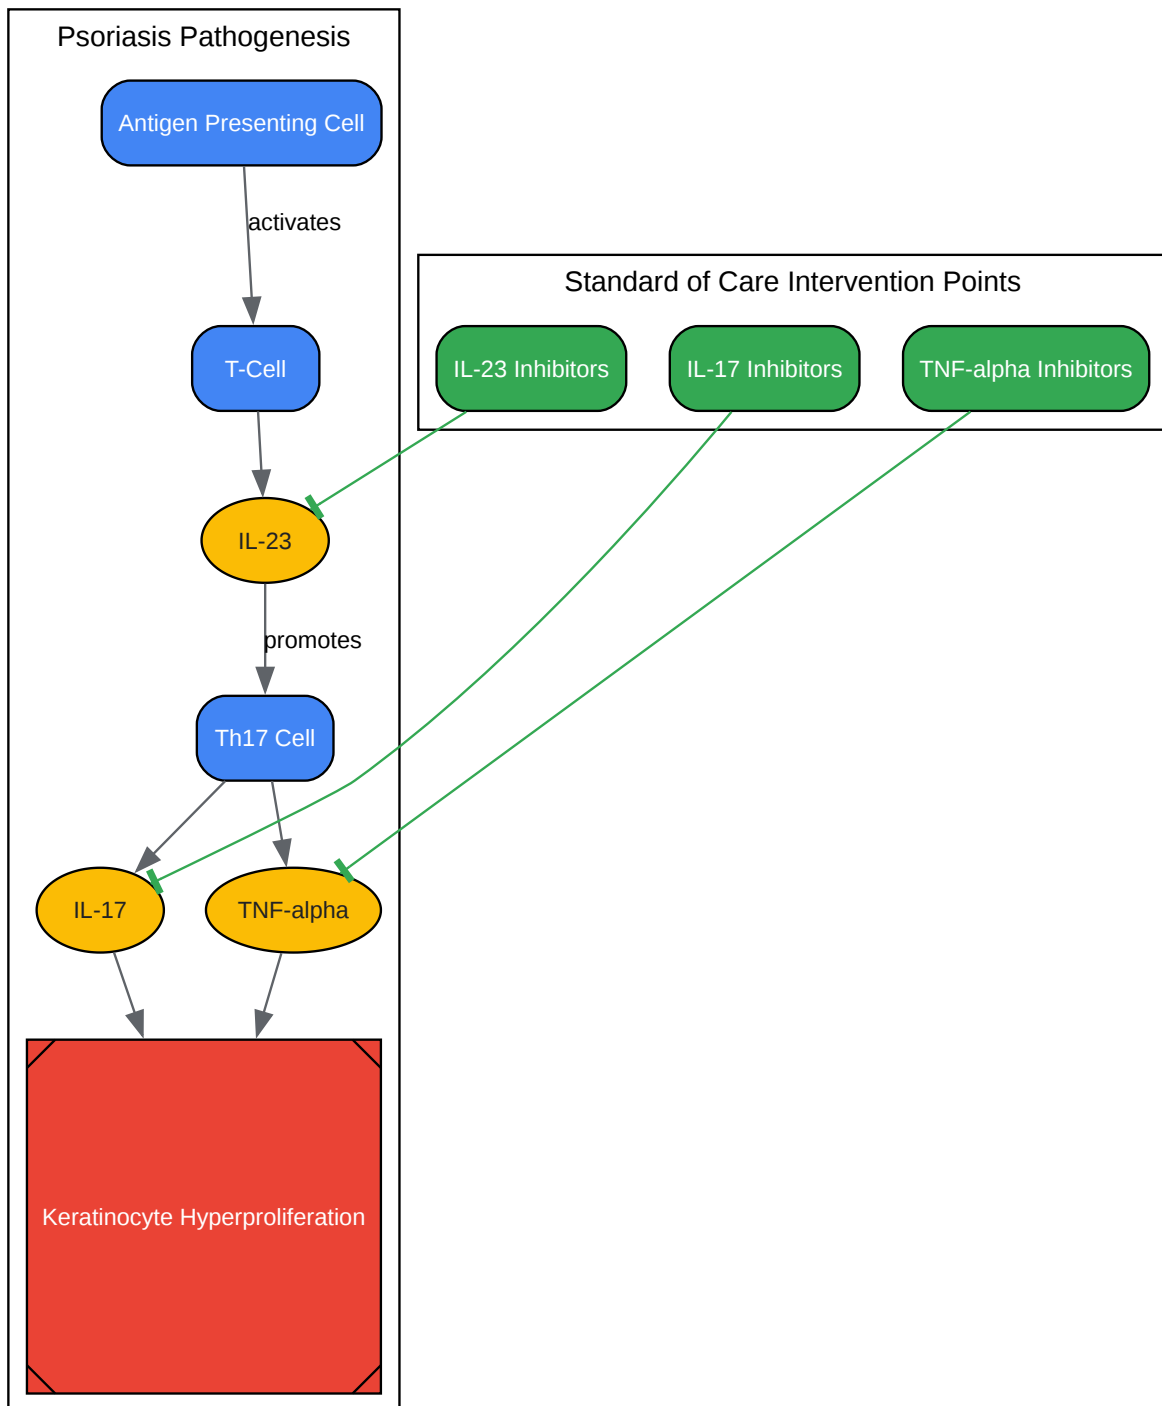 Psoriasis Pathogenesis
Antigen Presenting Cell
activates
Standard of Care Intervention Points
T-Cell
IL-23 Inhibitors
IL-17 Inhibitors
TNF-alpha Inhibitors
IL-23
promotes
Th17 Cell
IL-17
TNF-alpha
Keratinocyte Hyperproliferation